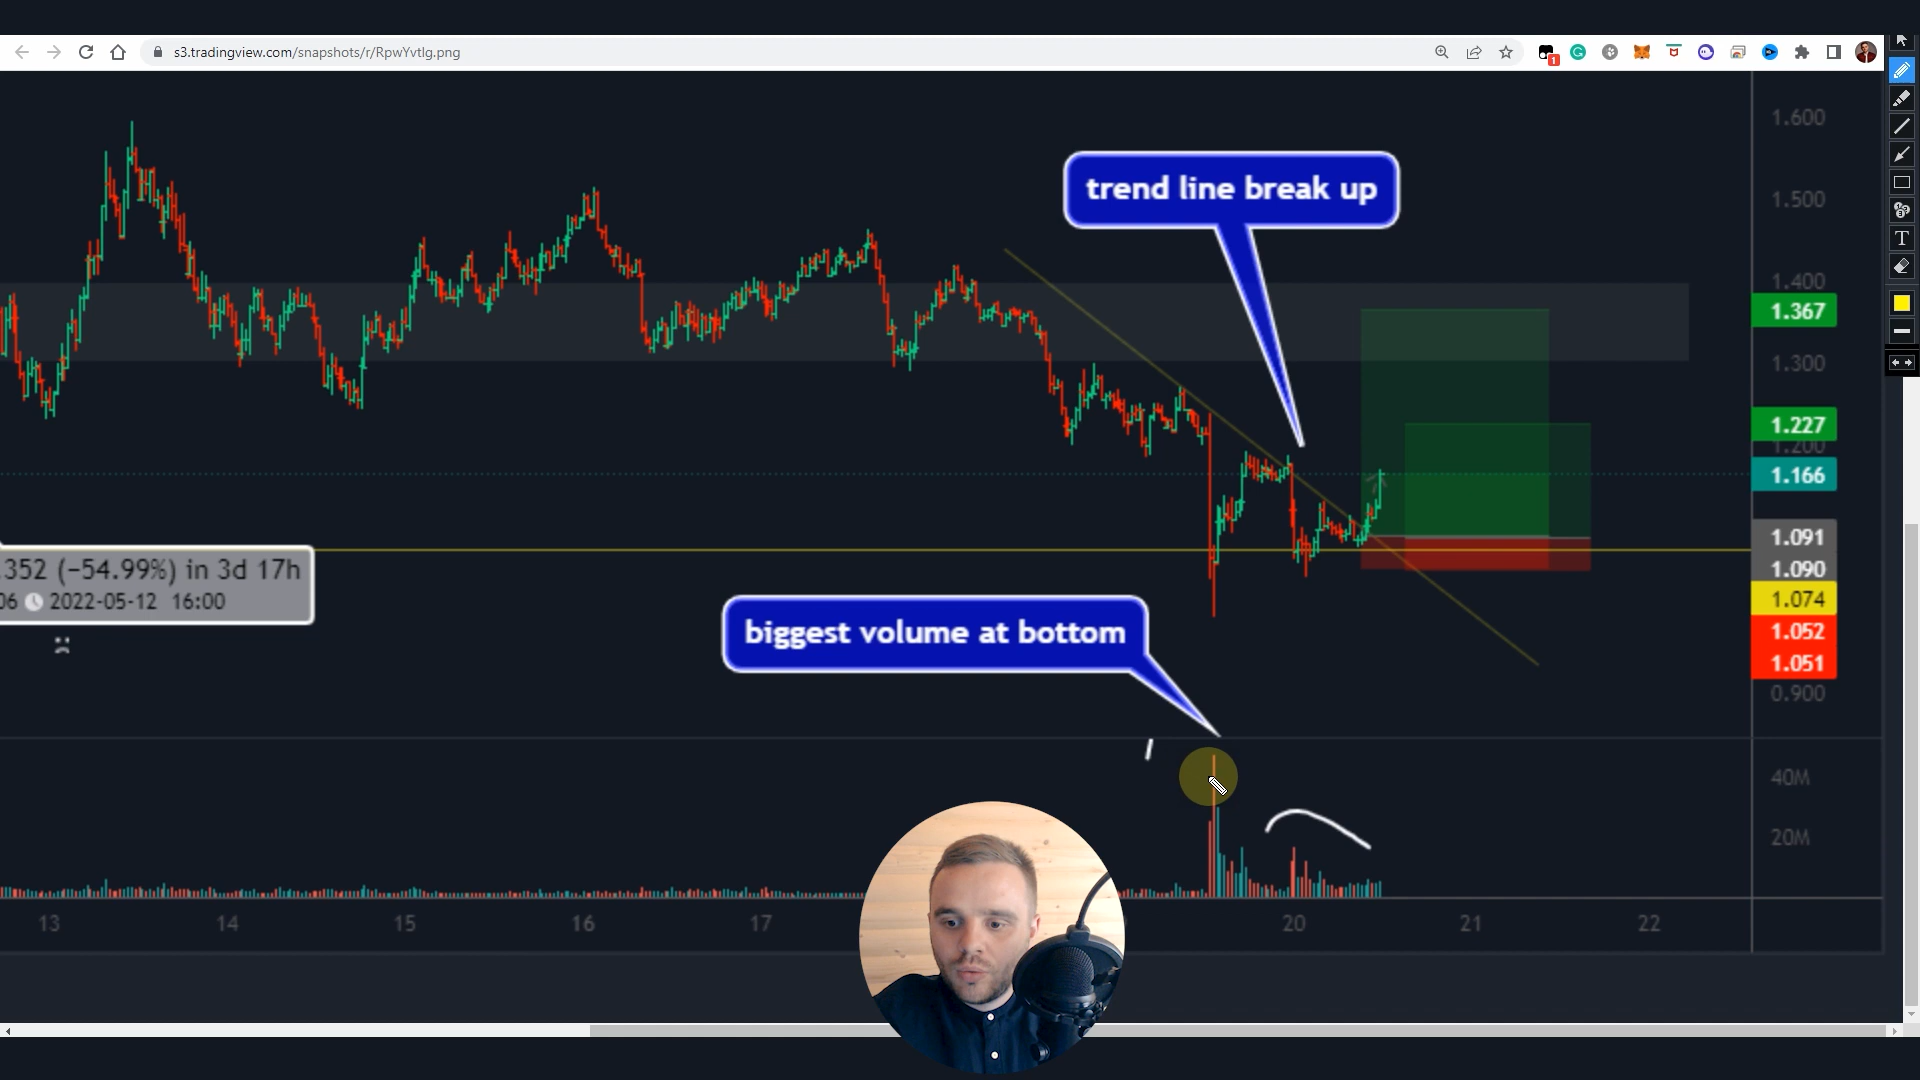 s3.tradingview.com/snapshots/r/RpwYvtlg.png
1
T
1.600
trend line break up
1.500
1.400
1.367
1.300
1.227
1.200
1.166
1.091
.352 (−54.99%) in 3d 17h
1.090
06 2022-05-12 16:00
1.074
biggest volume at bottom
1.052
1.051
0.900
40M
20M
13 14 15 16 17 20 21 22